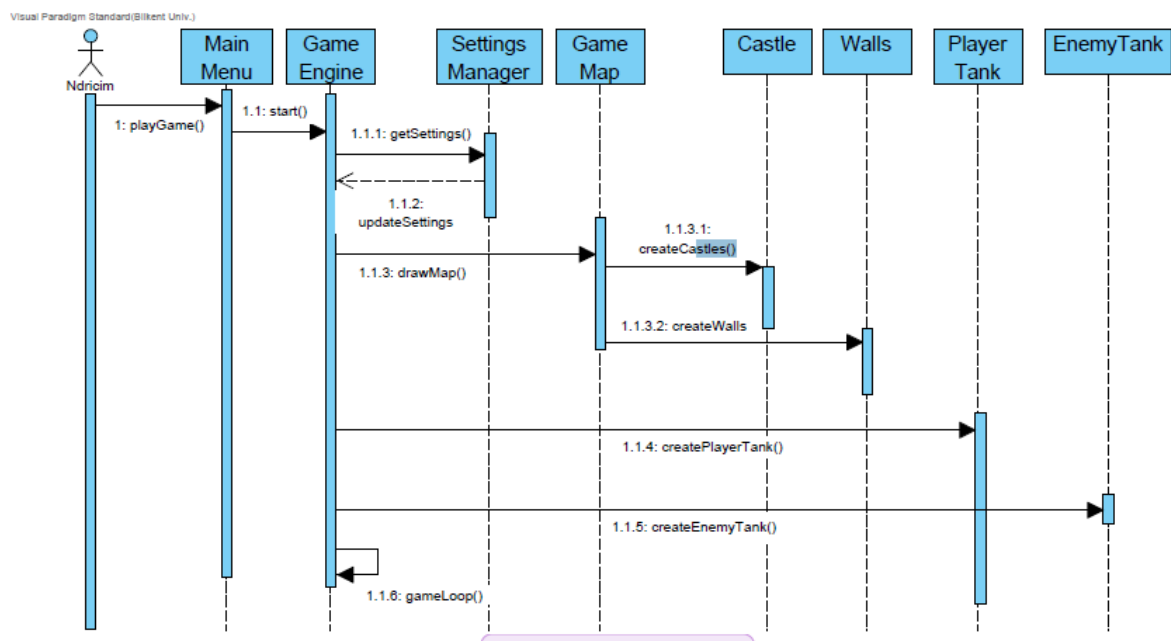 Visual Paradigm Standard(Bilkent Univ.)
Ndricim
Main
Menu
Game
Engine
Settings
Manager
Game
Map
Castle
Walls
Player
Tank
EnemyTank
1: playGame()
1.1: start()
1.1.1: getSettings()
1.1.2:
updateSettings
1.1.3: drawMap()
1.1.3.1:
createCastles()
1.1.3.2: createWalls
1.1.4: createPlayerTank()
1.1.5: createEnemyTank()
1.1.6: gameLoop()